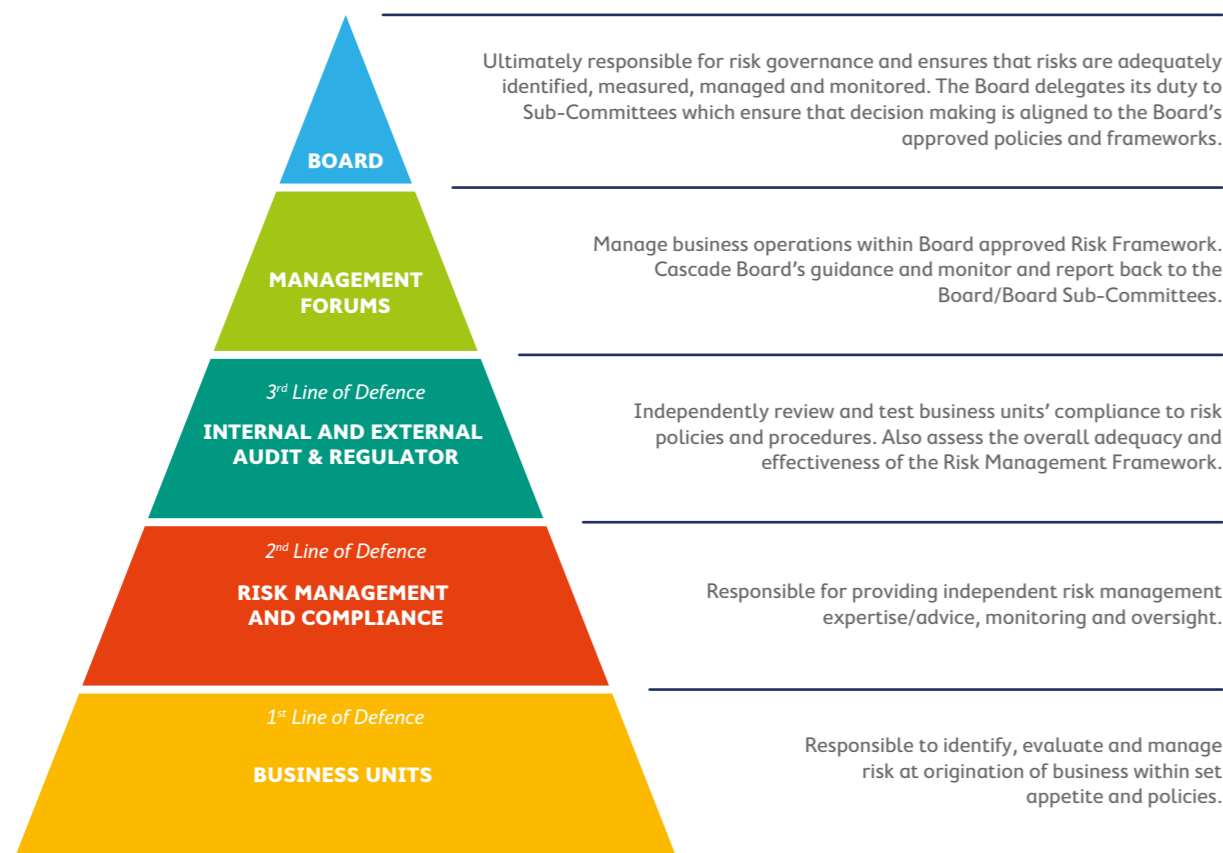 Ultimately responsible for risk governance and ensures that risks are adequately
identified, measured, managed and monitored. The Board delegates its duty to
Sub-Committees which ensure that decision making is aligned to the Board’s
approved policies and frameworks.
BOARD
Manage business operations within Board approved Risk Framework.
Cascade Board’s guidance and monitor and report back to the
Board/Board Sub-Committees.
MANAGEMENT
FORUMS
3rd Line of Defence
INTERNAL AND EXTERNAL
AUDIT & REGULATOR
Independently review and test business units’ compliance to risk
policies and procedures. Also assess the overall adequacy and
effectiveness of the Risk Management Framework.
2nd Line of Defence
RISK MANAGEMENT
AND COMPLIANCE
Responsible for providing independent risk management
expertise/advice, monitoring and oversight.
1st Line of Defence
BUSINESS UNITS
Responsible to identify, evaluate and manage
risk at origination of business within set
appetite and policies.